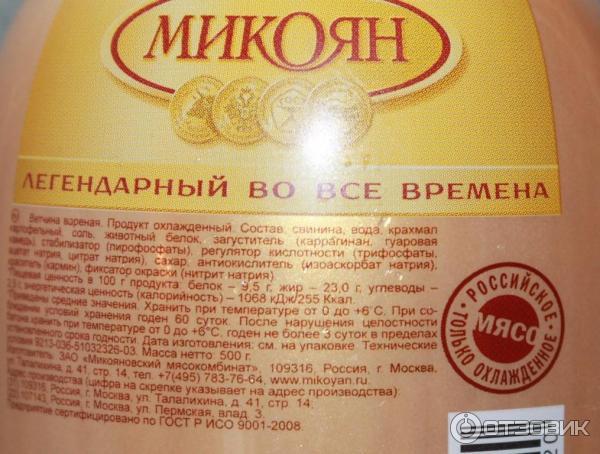 МИКОЯН
ГОСТ
ЛЕГЕНДАРНЫЙ ВО ВСЕ ВРЕМЕНА
Ветчина вареная. Продукт охлажденный. Состав: свинина, вода, крахмал
картофельный, соль, животный белок, загуститель (каррагинан, гуаровая
камедь), стабилизатор (пирофосфаты), регулятор кислотности (трифосфаты,
ацетат натрия, цитрат натрия), сахар, антиокислитель (изоаскорбат натрия),
краситель (кармин), фиксатор окраски (нитрит натрия).
Пищевая ценность в 100 г продукта: белок – 9,5 г, жир – 23,0 г, углеводы –
2,5 г, энергетическая ценность (калорийность) – 1068 кДж/255 Ккал.
Приведены средние значения. Хранить при температуре от 0 до +6°С. При со-
блюдении условий хранения годен 60 суток. После нарушения целостности
хранить при температуре от 0 до +6°С, годен не более 3 суток в пределах
установленного срока годности. Дата изготовления: см. на упаковке. Технические
9213-036-51032326-03. Масса нетто: 500 г.
ЗАО «Микояновский мясокомбинат», 109316, Россия, г. Москва,
д. 41, стр. 14, тел.+7(495) 783-76-64, www.mikoyan.ru.
производства (цифра на скрепке указывает на адрес производства):
(1) 109316, Россия, г. Москва, ул. Талалихина, д. 41, стр. 14;
(2) 107143, Россия, г. Москва, ул. Пермская, влад. 3.
Предприятие сертифицировано по ГОСТ Р ИСО 9001-2008.
РОССИЙСКОЕ
МЯСО
ТОЛЬКО ОХЛАЖДЕННОЕ
ОТЗОВИК